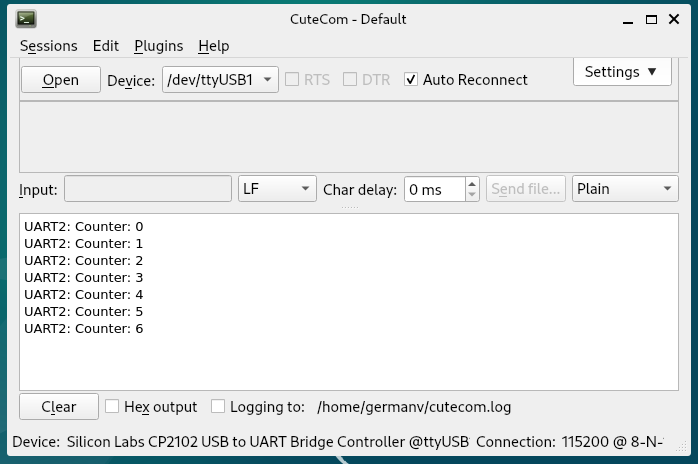 CuteCom - Default
Sessions Edit Plugins Help
Open Device: /dev/ttyUSB1 RTS DTR Auto Reconnect Settings ▼
Input: LF Char delay: 0 ms Send file... Plain
UART2: Counter: 0
UART2: Counter: 1
UART2: Counter: 2
UART2: Counter: 3
UART2: Counter: 4
UART2: Counter: 5
UART2: Counter: 6
Clear Hex output Logging to: /home/germanv/cutecom.log
Device: Silicon Labs CP2102 USB to UART Bridge Controller @ttyUSB Connection: 115200 @ 8-N-